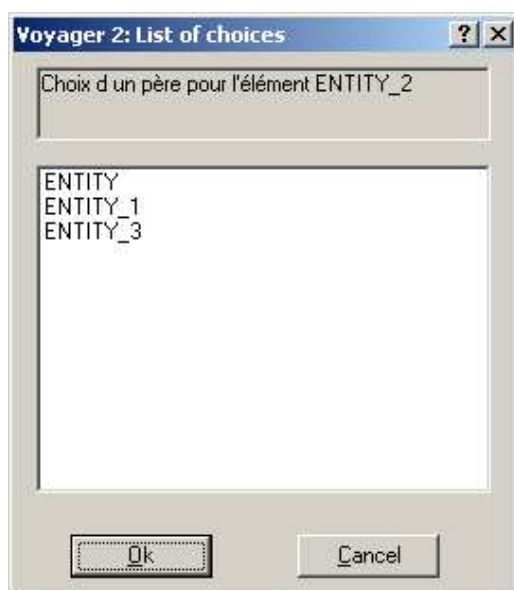 Voyager 2: List of choices
Choix d un père pour l'élément ENTITY_2
ENTITY
ENTITY_1
ENTITY_3
Ok
Cancel